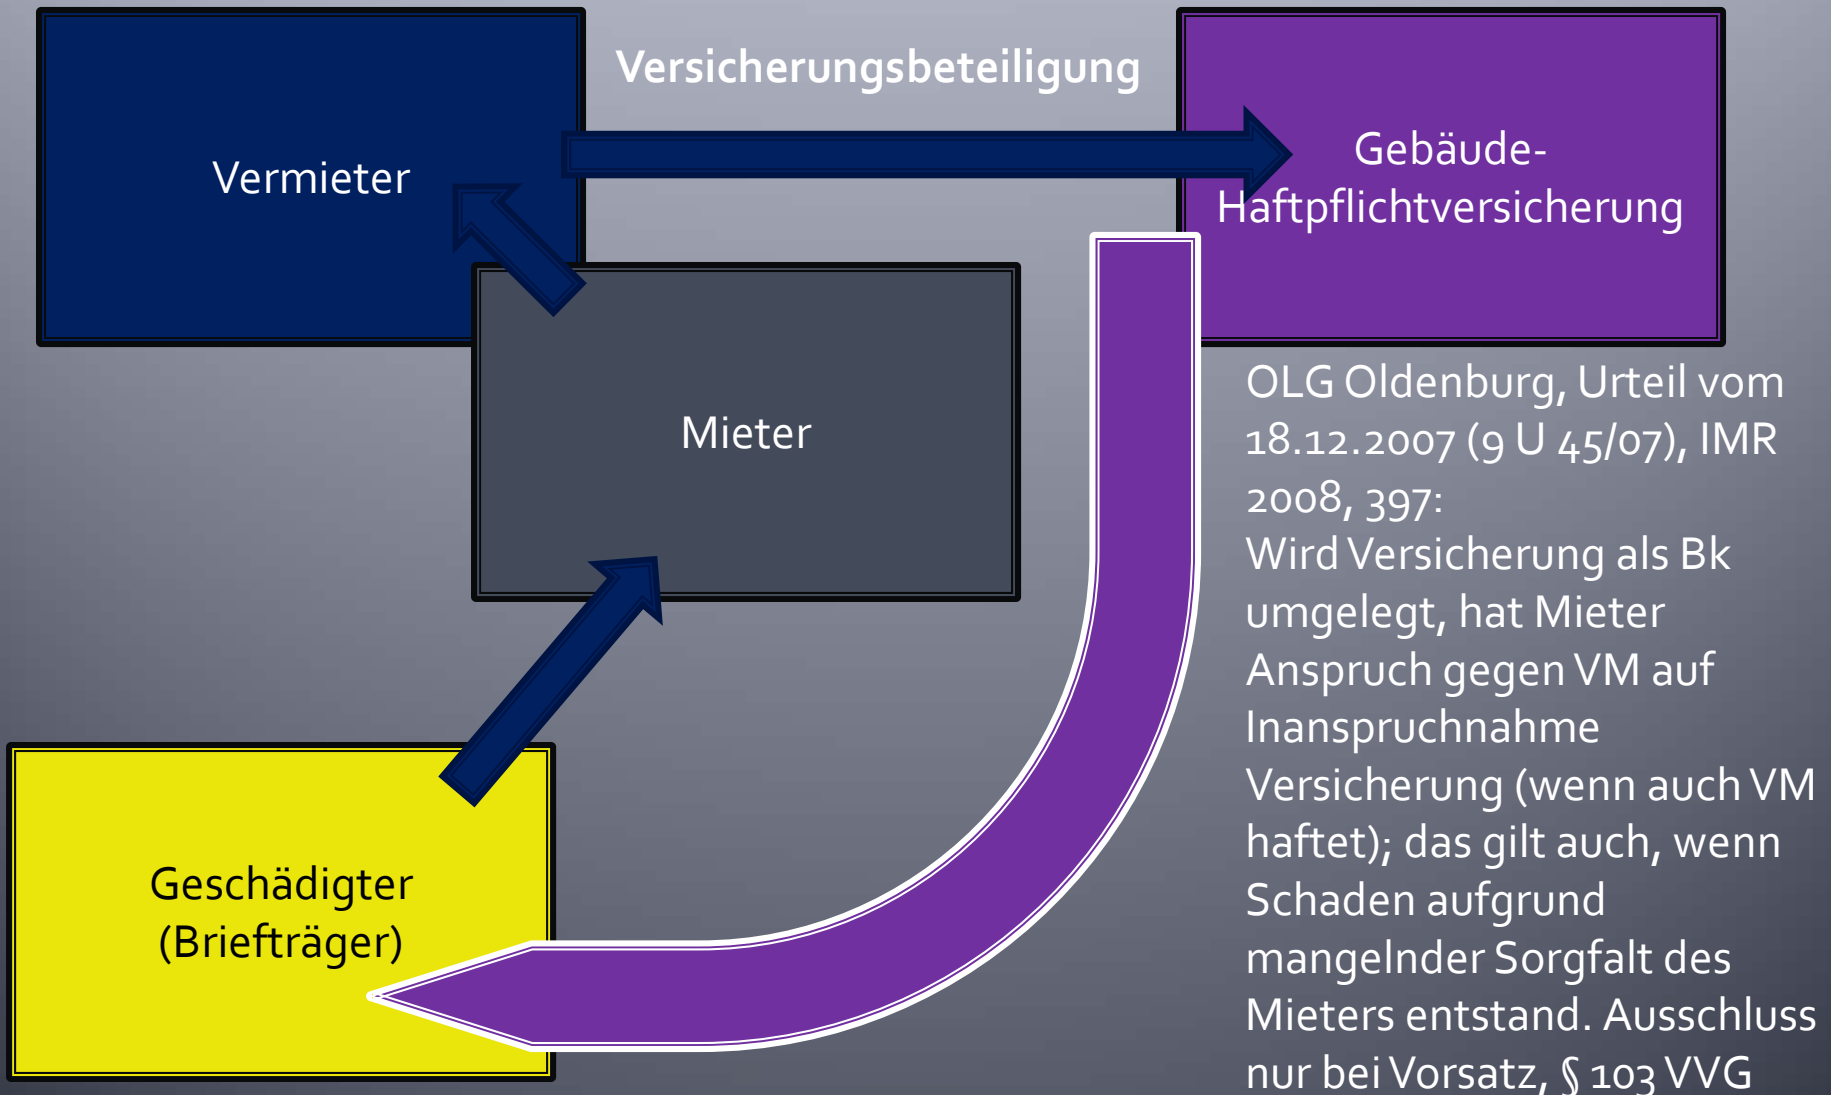 Versicherungsbeteiligung
Vermieter
Gebäude-
Haftpflichtversicherung
Mieter
Geschädigter
(Briefträger)
OLG Oldenburg, Urteil vom
18.12.2007 (9 U 45/07), IMR
2008, 397:
Wird Versicherung als Bk
umgelegt, hat Mieter
Anspruch gegen VM auf
Inanspruchnahme
Versicherung (wenn auch VM
haftet); das gilt auch, wenn
Schaden aufgrund
mangelnder Sorgfalt des
Mieters entstand. Ausschluss
nur bei Vorsatz, § 103 VVG